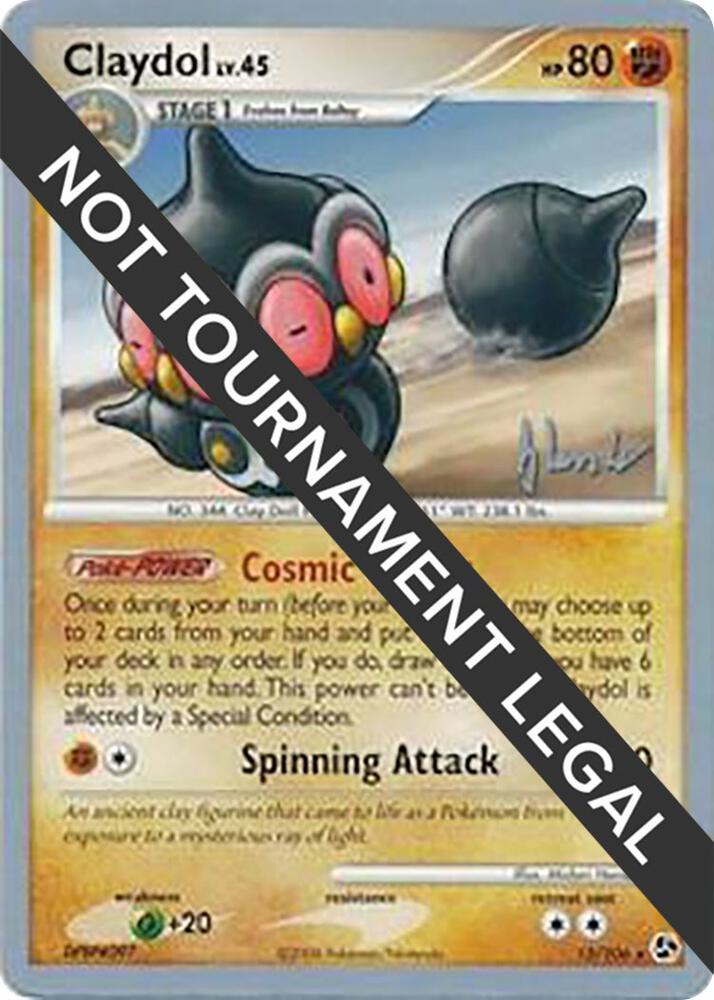 Claydol LV.45 HP 80
STAGE 1 Evolves from Baltoy
NOT TOURNAMENT LEGAL
NO. 344 Clay Doll WT: 238.1 lbs.
Poké-POWER Cosmic
Once during your turn (before your may choose up
to 2 cards from your hand and put bottom of
your deck in any order. If you do, draw you have 6
cards in your hand. This power can't be is
affected by a Special Condition.
Spinning Attack
An ancient clay figurine that came to life as a Pokémon from
exposure to a mysterious ray of light.
Illus.
weakness resistance retreat cost
+20